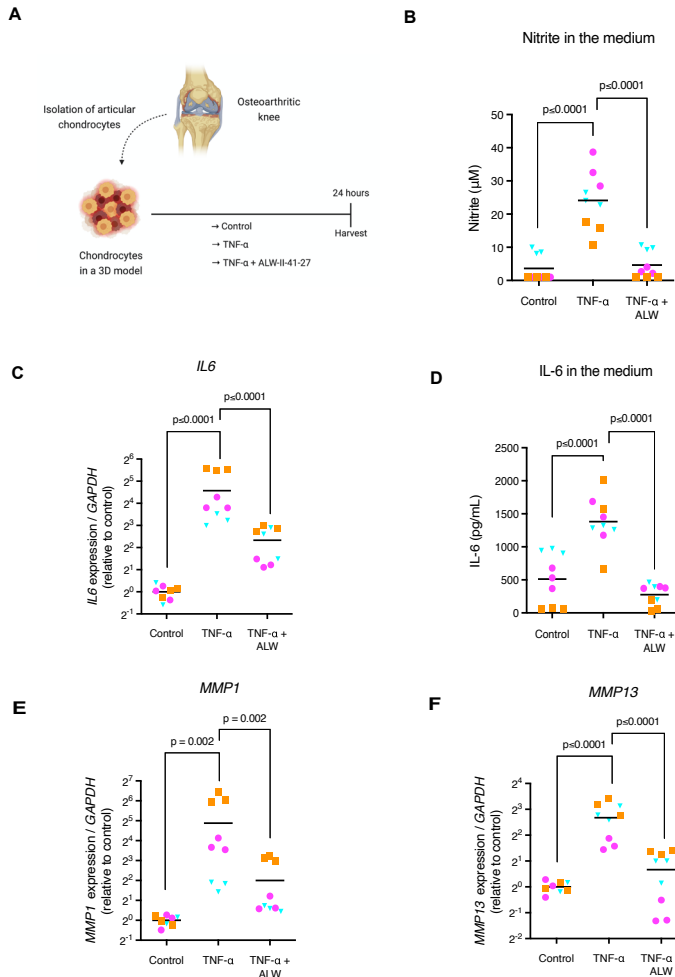 A
Isolation of articular
chondrocytes
Osteoarthritic
knee
24 hours
Harvest
→ Control
→ TNF-α
→ TNF-α + ALW-II-41-27
Chondrocytes
in a 3D model
B
Nitrite in the medium
p≤0.0001
p≤0.0001
Nitrite (µM)
50
40
30
20
10
0
Control
TNF-α
TNF-α +
ALW
C
IL6
p≤0.0001
p≤0.0001
IL6 expression / GAPDH
(relative to control)
2^6
2^4
2^3
2^2
2^0
2^-1
Control
TNF-α
TNF-α +
ALW
D
IL-6 in the medium
p≤0.0001
p≤0.0001
IL-6 (pg/mL)
2500
2000
1500
1000
500
0
Control
TNF-α
TNF-α +
ALW
E
MMP1
p = 0.002
p = 0.002
MMP1 expression / GAPDH
(relative to control)
2^7
2^6
2^5
2^4
2^2
2^0
2^-1
Control
TNF-α
TNF-α +
ALW
F
MMP13
p≤0.0001
p≤0.0001
MMP13 expression / GAPDH
(relative to control)
2^4
2^3
2^2
2^1
2^0
2^-1
2^-2
Control
TNF-α
TNF-α +
ALW